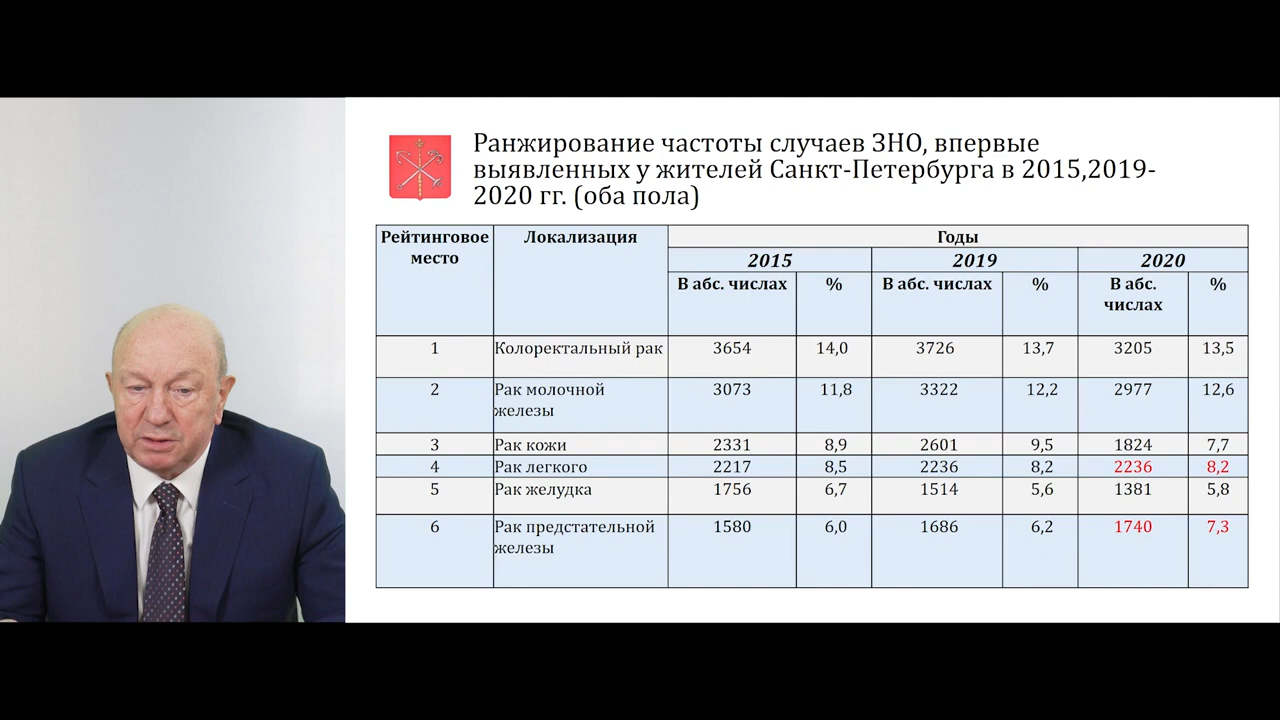 Ранжирование частоты случаев ЗНО, впервые
выявленных у жителей Санкт-Петербурга в 2015,2019-
2020 гг. (оба пола)
Рейтинговое место Локализация Годы
2015 2019 2020
В абс. числах % В абс. числах % В абс. числах %
1 Колоректальный рак 3654 14,0 3726 13,7 3205 13,5
2 Рак молочной железы 3073 11,8 3322 12,2 2977 12,6
3 Рак кожи 2331 8,9 2601 9,5 1824 7,7
4 Рак легкого 2217 8,5 2236 8,2 2236 8,2
5 Рак желудка 1756 6,7 1514 5,6 1381 5,8
6 Рак предстательной железы 1580 6,0 1686 6,2 1740 7,3